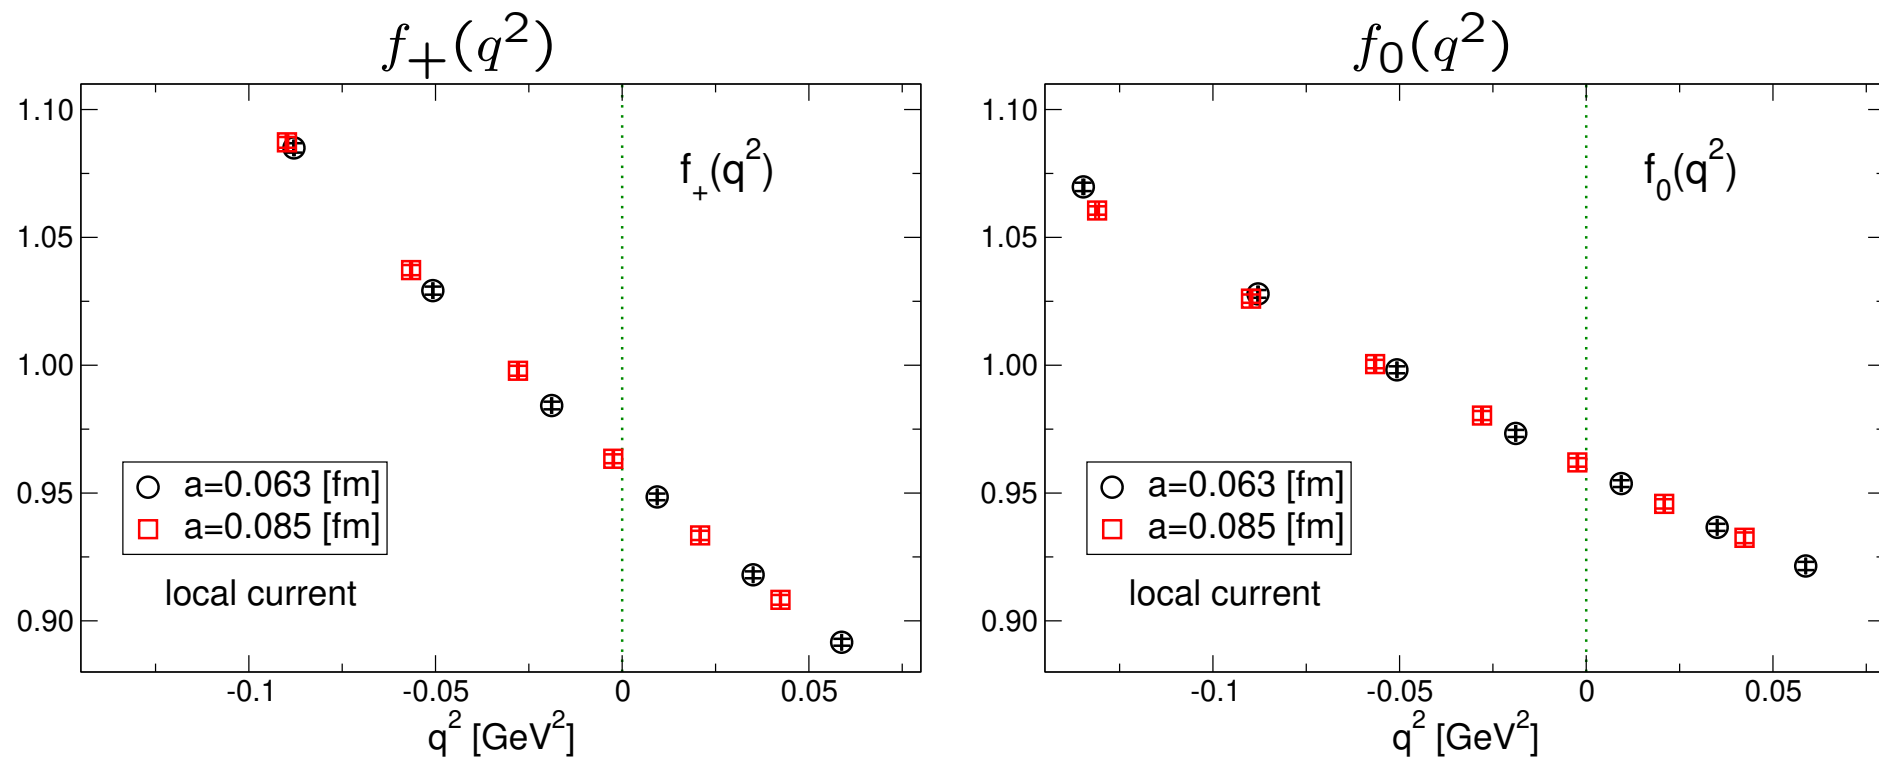 f+(q²)
1.10
1.05
1.00
0.95
0.90
f+(q²)
a=0.063 [fm]
a=0.085 [fm]
local current
-0.1 -0.05 0 0.05
q² [GeV²]
f0(q²)
1.10
1.05
1.00
0.95
0.90
f0(q²)
a=0.063 [fm]
a=0.085 [fm]
local current
-0.1 -0.05 0 0.05
q² [GeV²]